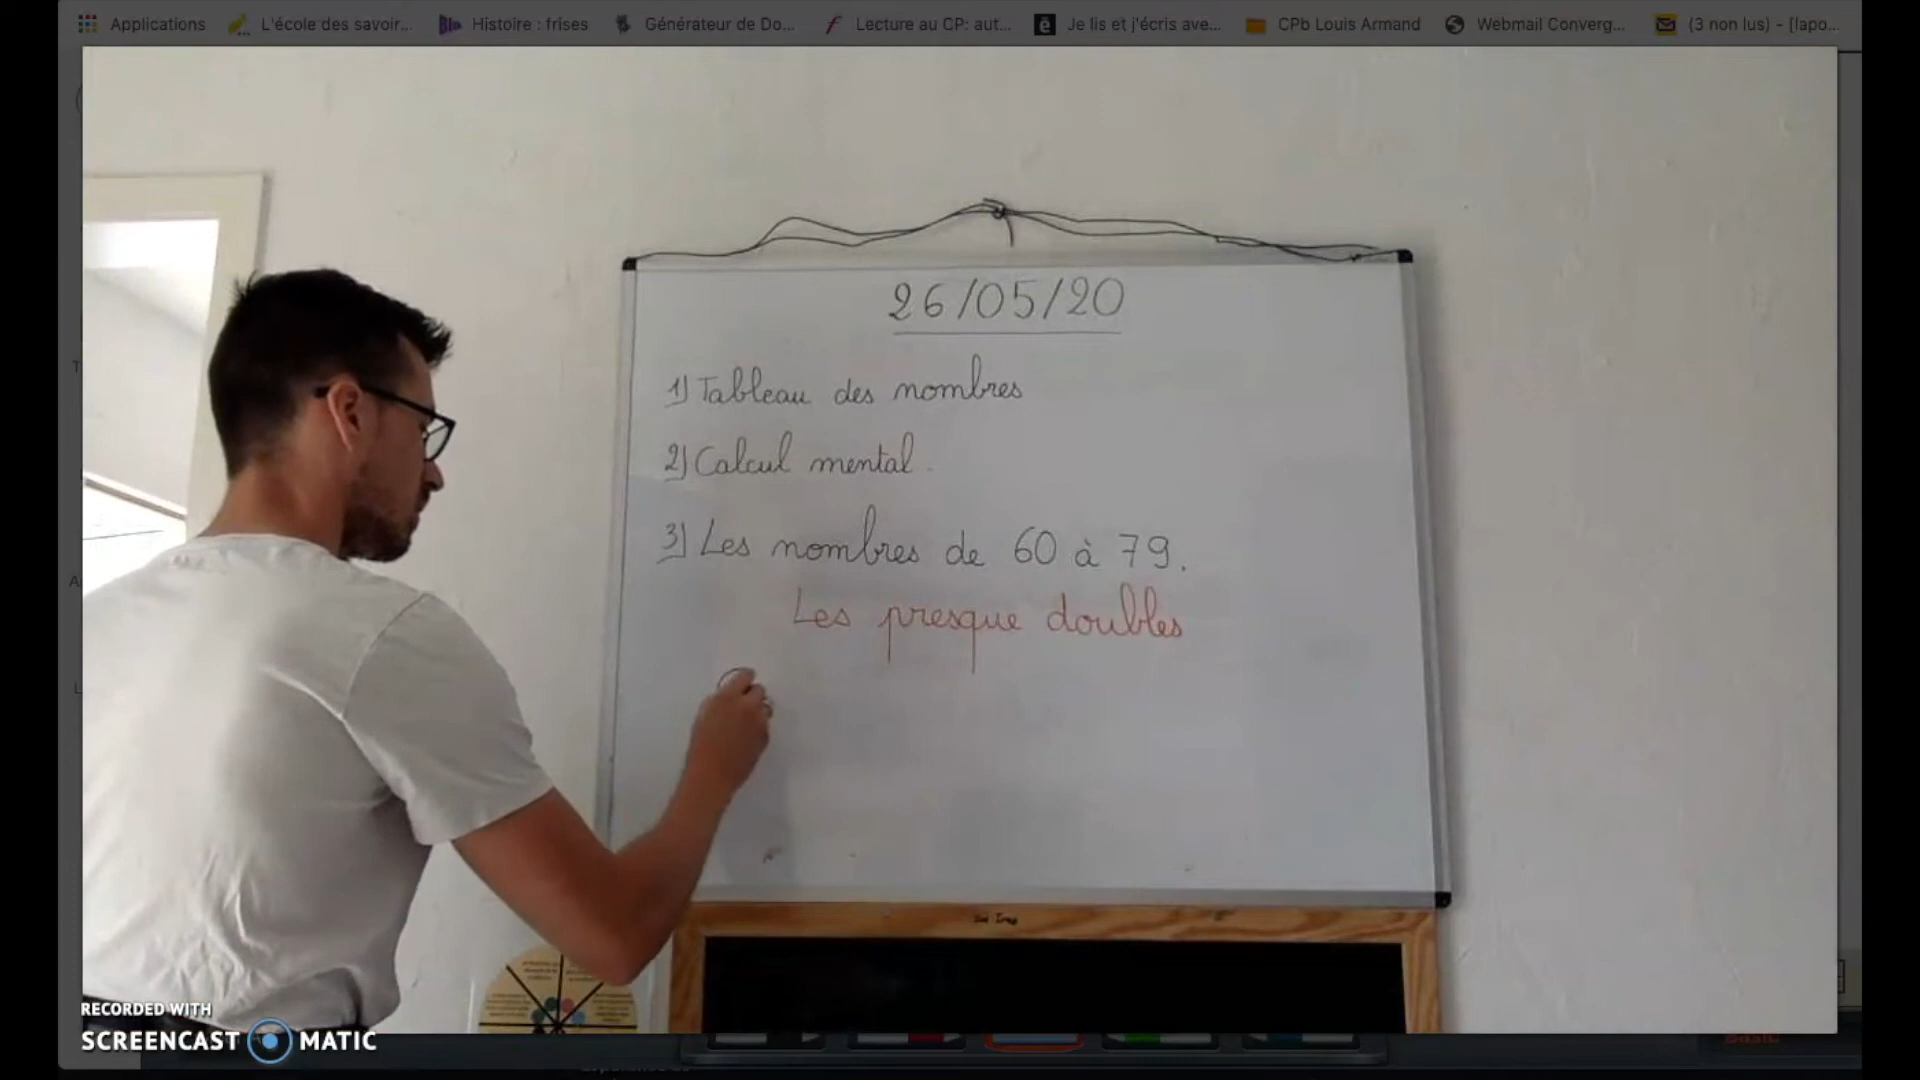 Applications
L'école des savoir...
Histoire : frises
Générateur de Do...
Lecture au CP: aut...
Je lis et j'écris ave...
CPb Louis Armand
Webmail Converg...
(3 non lus) - [lapo...
26/05/20
1) Tableau des nombres
2) Calcul mental.
3) Les nombres de 60 à 79.
Les presque doubles
RECORDED WITH
SCREENCAST MATIC